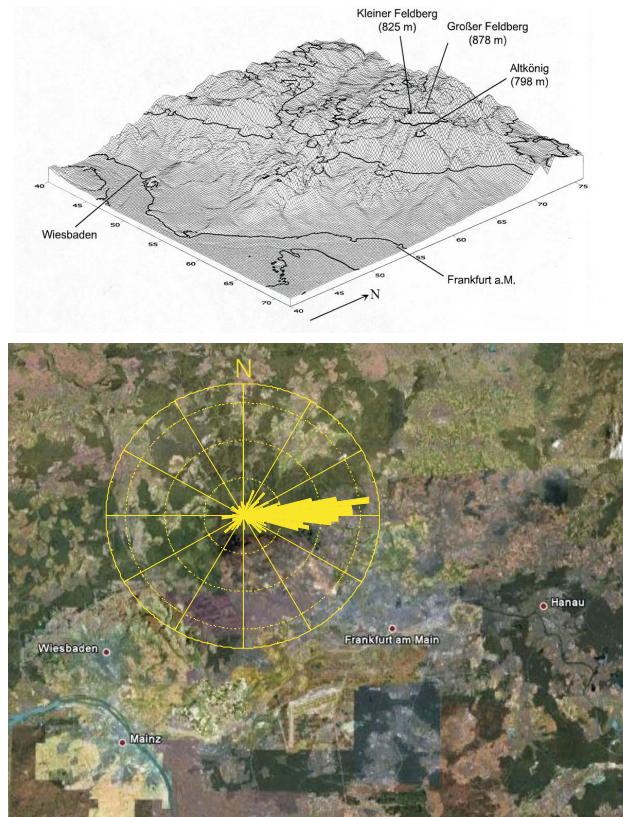 Kleiner Feldberg
(825 m)
Großer Feldberg
(878 m)
Altkönig
(798 m)
40
45
50
55
60
65
70
40
45
50
55
60
65
70
75
Wiesbaden
Frankfurt a.M.
N
N
Hanau
Frankfurt am Main
Wiesbaden
Mainz